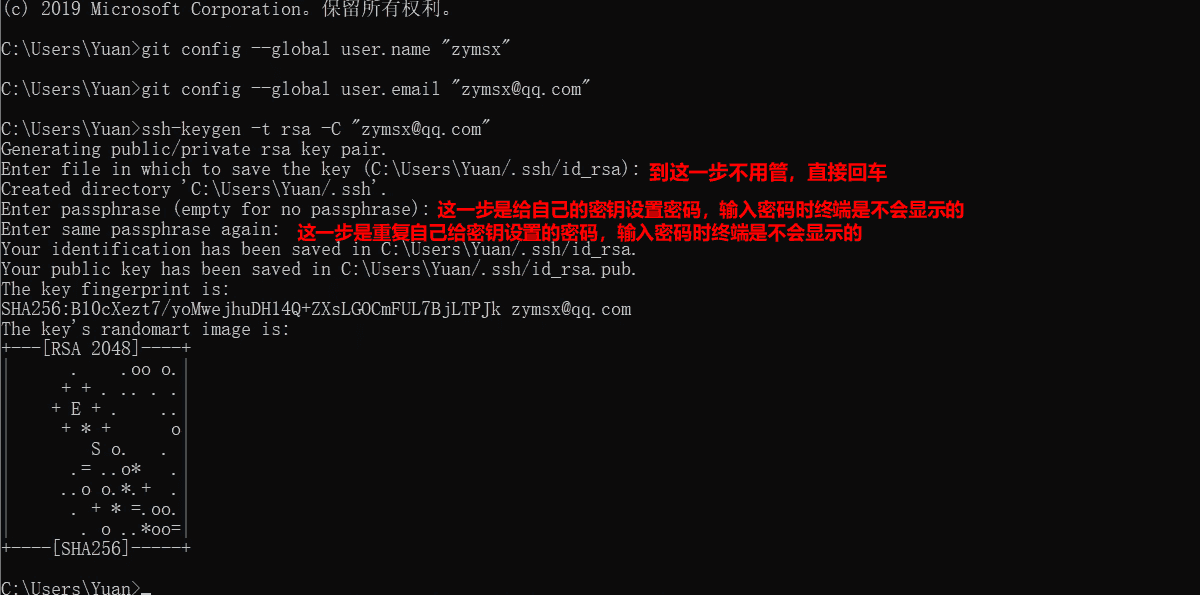 (c) 2019 Microsoft Corporation。保留所有权利。
C:\Users\Yuan>git config --global user.name "zymsx"
C:\Users\Yuan>git config --global user.email "zymsx@qq.com"
C:\Users\Yuan>ssh-keygen -t rsa -C "zymsx@qq.com"
Generating public/private rsa key pair.
Enter file in which to save the key (C:\Users\Yuan/.ssh/id_rsa): 到这一步不用管，直接回车
Created directory 'C:\Users\Yuan/.ssh'.
Enter passphrase (empty for no passphrase): 这一步是给自己的密钥设置密码，输入密码时终端是不会显示的
Enter same passphrase again: 这一步是重复自己给密钥设置的密码，输入密码时终端是不会显示的
Your identification has been saved in C:\Users\Yuan/.ssh/id_rsa.
Your public key has been saved in C:\Users\Yuan/.ssh/id_rsa.pub.
The key fingerprint is:
SHA256:Bl0cXezt7/yoMwejhuDH14Q+ZXsLGOCmFUL7BjLTPJk zymsx@qq.com
The key's randomart image is:
+---[RSA 2048]----+
|      .    .oo o.|
|     + + . .. . .|
|    + E + .    ..|
|     + * +      o|
|        S o.   . |
|      .= ..o*   .|
|     ..o o.*.+  .|
|      . + * =.oo.|
|       . o ..*oo=|
+----[SHA256]-----+
C:\Users\Yuan>_